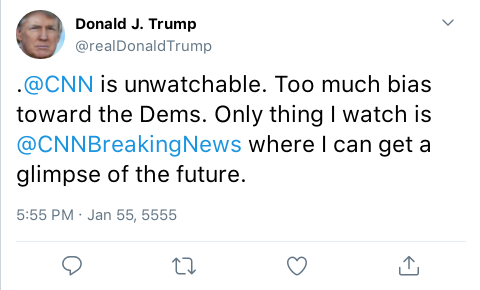 Donald J. Trump
@realDonaldTrump
.@CNN is unwatchable. Too much bias
toward the Dems. Only thing I watch is
@CNNBreakingNews where I can get a
glimpse of the future.
5:55 PM · Jan 55, 5555